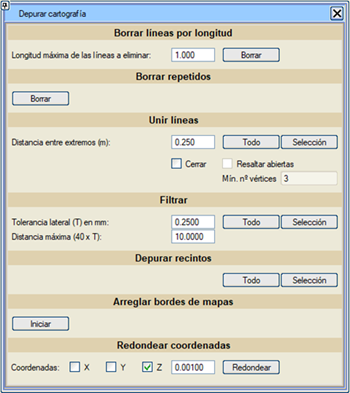 Depurar cartografía
Borrar líneas por longitud
Longitud máxima de las líneas a eliminar: 1.000 Borrar
Borrar repetidos
Borrar
Unir líneas
Distancia entre extremos (m): 0.250 Todo Selección
Cerrar Resaltar abiertas
Mín. nº vértices 3
Filtrar
Tolerancia lateral (T) en mm: 0.2500 Todo Selección
Distancia máxima (40 x T): 10.0000
Depurar recintos
Todo Selección
Arreglar bordes de mapas
Iniciar
Redondear coordenadas
Coordenadas: X Y Z 0.00100 Redondear